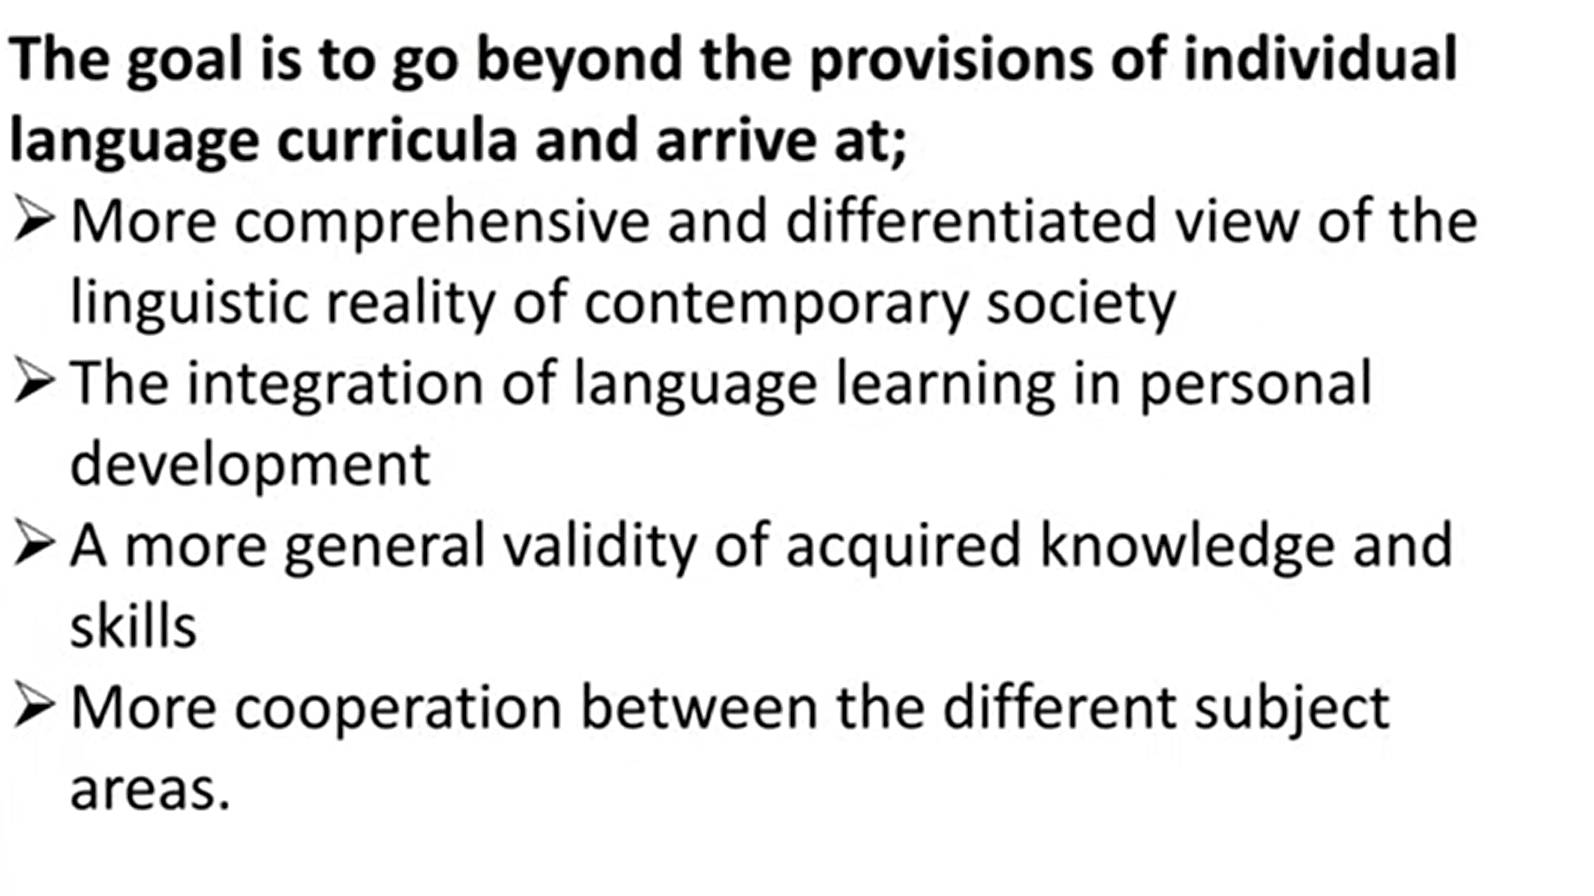 The goal is to go beyond the provisions of individual
language curricula and arrive at;
➢ More comprehensive and differentiated view of the
linguistic reality of contemporary society
➢ The integration of language learning in personal
development
➢ A more general validity of acquired knowledge and
skills
➢ More cooperation between the different subject
areas.